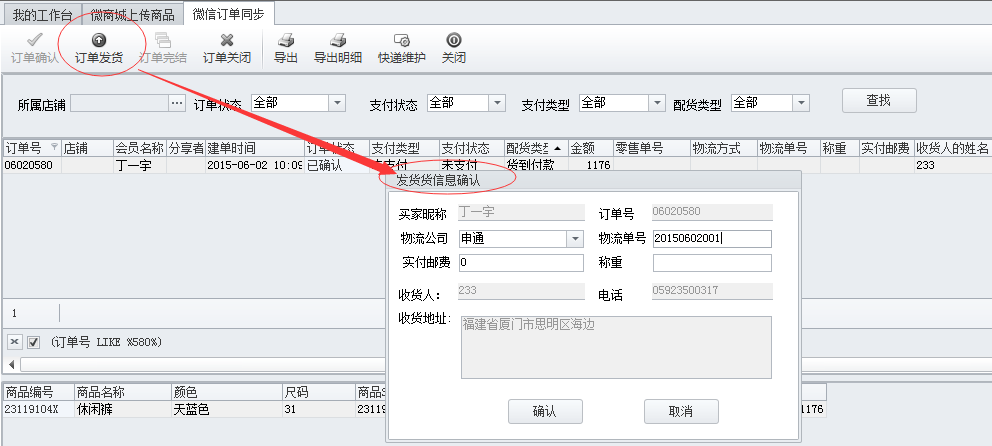 我的工作台 微商城上传商品 微信订单同步
订单确认 订单发货 订单完结 订单关闭 导出 导出明细 快递维护 关闭
所属店铺 ... 订单状态 全部 支付状态 全部 支付类型 全部 配货类型 全部 查找
订单号 店铺 会员名称 分享者 建单时间 订单状态 支付类型 支付状态 配货类型 金额 零售单号 物流方式 物流单号 称重 实付邮费 收货人的姓名
06020580 丁一宇 2015-06-02 10:09 已确认 未支付 货到付款 1176 233
发货货信息确认
买家昵称 丁一宇 订单号 06020580
物流公司 申通 物流单号 20150602001
实付邮费 0 称重
收货人： 233 电话 05923500317
收货地址: 福建省厦门市思明区海边
确认 取消
1
(订单号 LIKE %580%)
商品编号 商品名称 颜色 尺码
23119104X 休闲裤 天蓝色 31 23119 1176